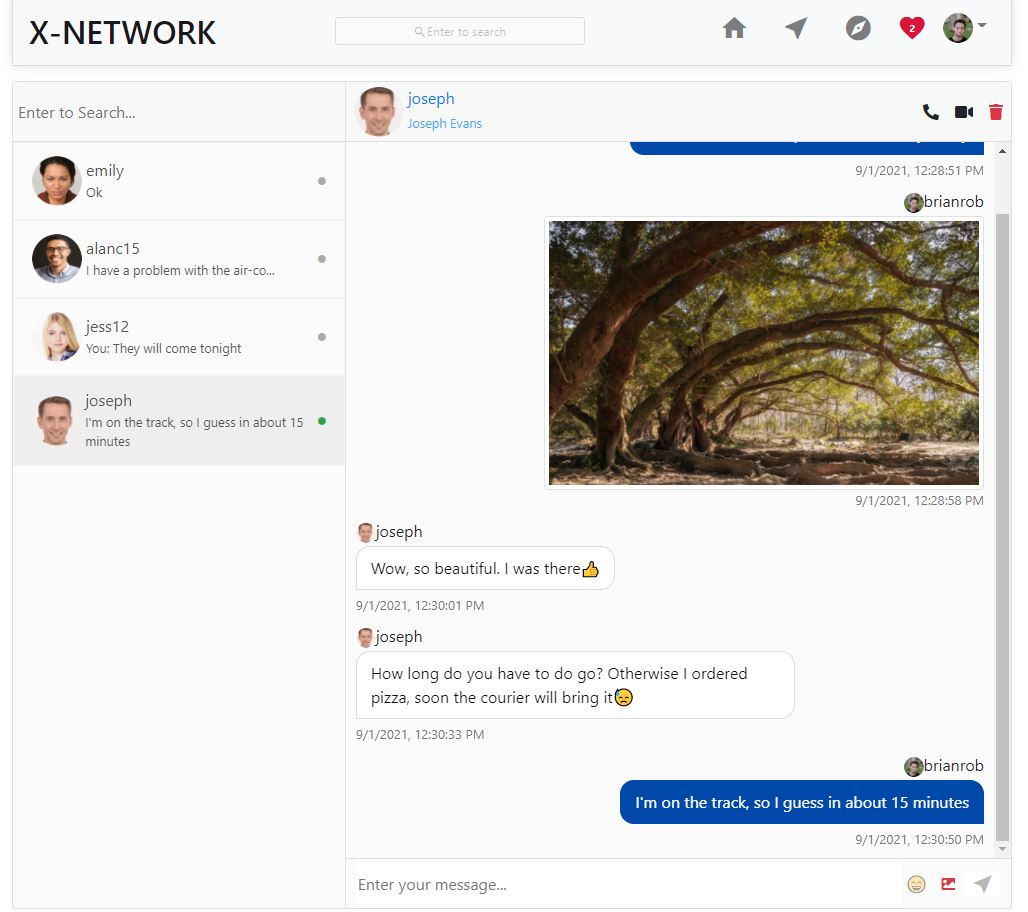 X-NETWORK
Enter to search
2
Enter to Search...
emily
Ok
alanc15
I have a problem with the air-co...
jess12
You: They will come tonight
joseph
I'm on the track, so I guess in about 15
minutes
joseph
Joseph Evans
9/1/2021, 12:28:51 PM
brianrob
9/1/2021, 12:28:58 PM
joseph
Wow, so beautiful. I was there👍
9/1/2021, 12:30:01 PM
joseph
How long do you have to do go? Otherwise I ordered
pizza, soon the courier will bring it😓
9/1/2021, 12:30:33 PM
brianrob
I'm on the track, so I guess in about 15 minutes
9/1/2021, 12:30:50 PM
Enter your message...